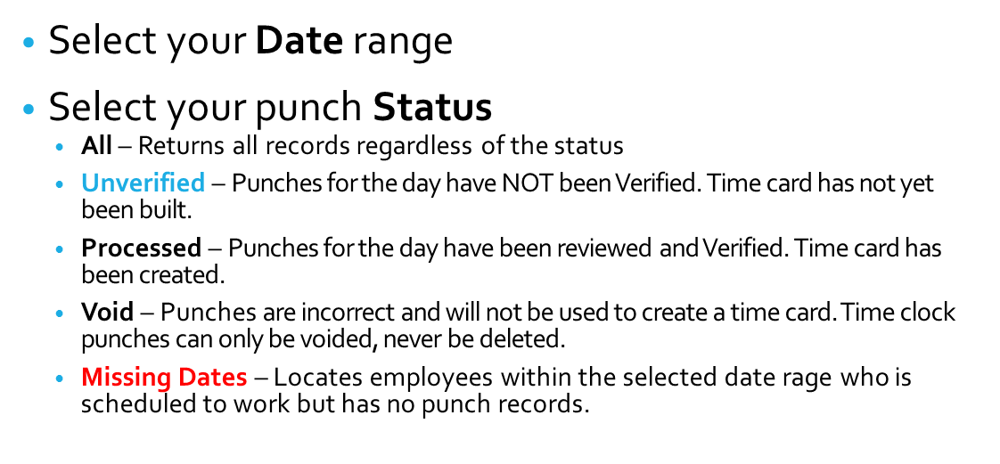 • Select your Date range
• Select your punch Status
• All – Returns all records regardless of the status
• Unverified – Punches for the day have NOT been Verified. Time card has not yet
been built.
• Processed – Punches for the day have been reviewed and Verified. Time card has
been created.
• Void – Punches are incorrect and will not be used to create a time card. Time clock
punches can only be voided, never be deleted.
• Missing Dates – Locates employees within the selected date rage who is
scheduled to work but has no punch records.